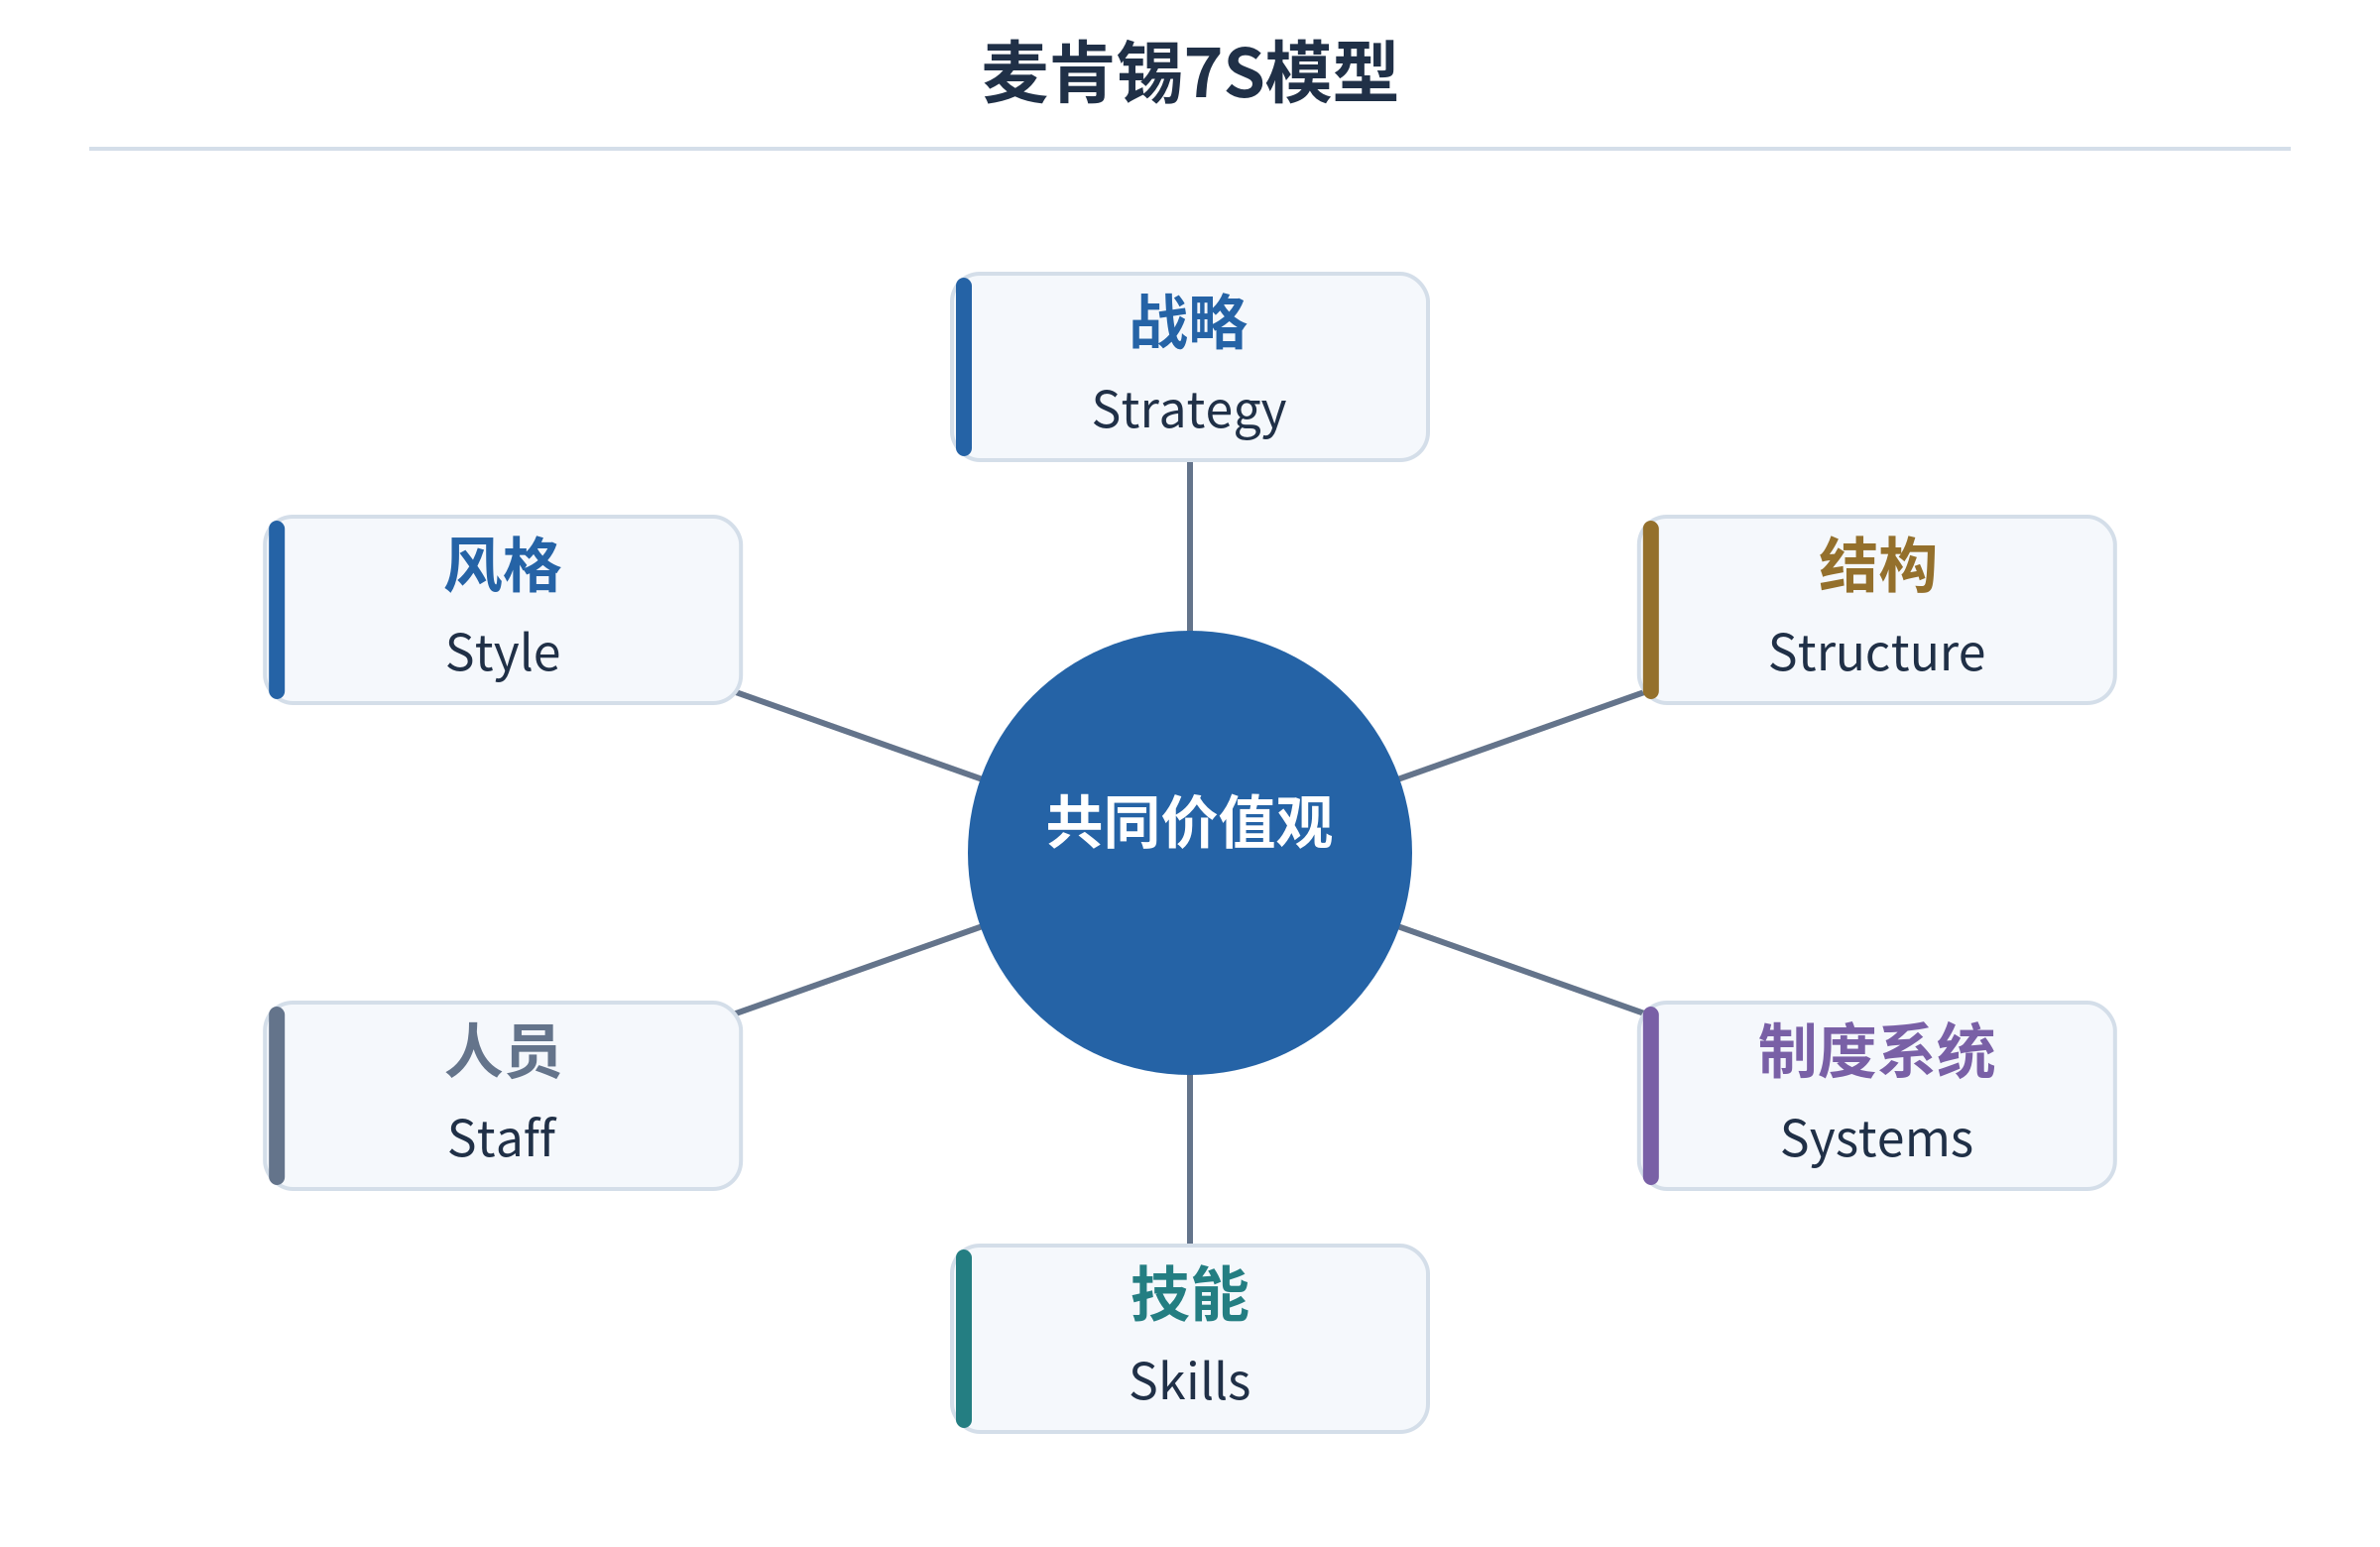 麦肯锡7S模型
战略
Strategy
风格
Style
结构
Structure
共同价值观
人员
Staff
制度系统
Systems
技能
Skills